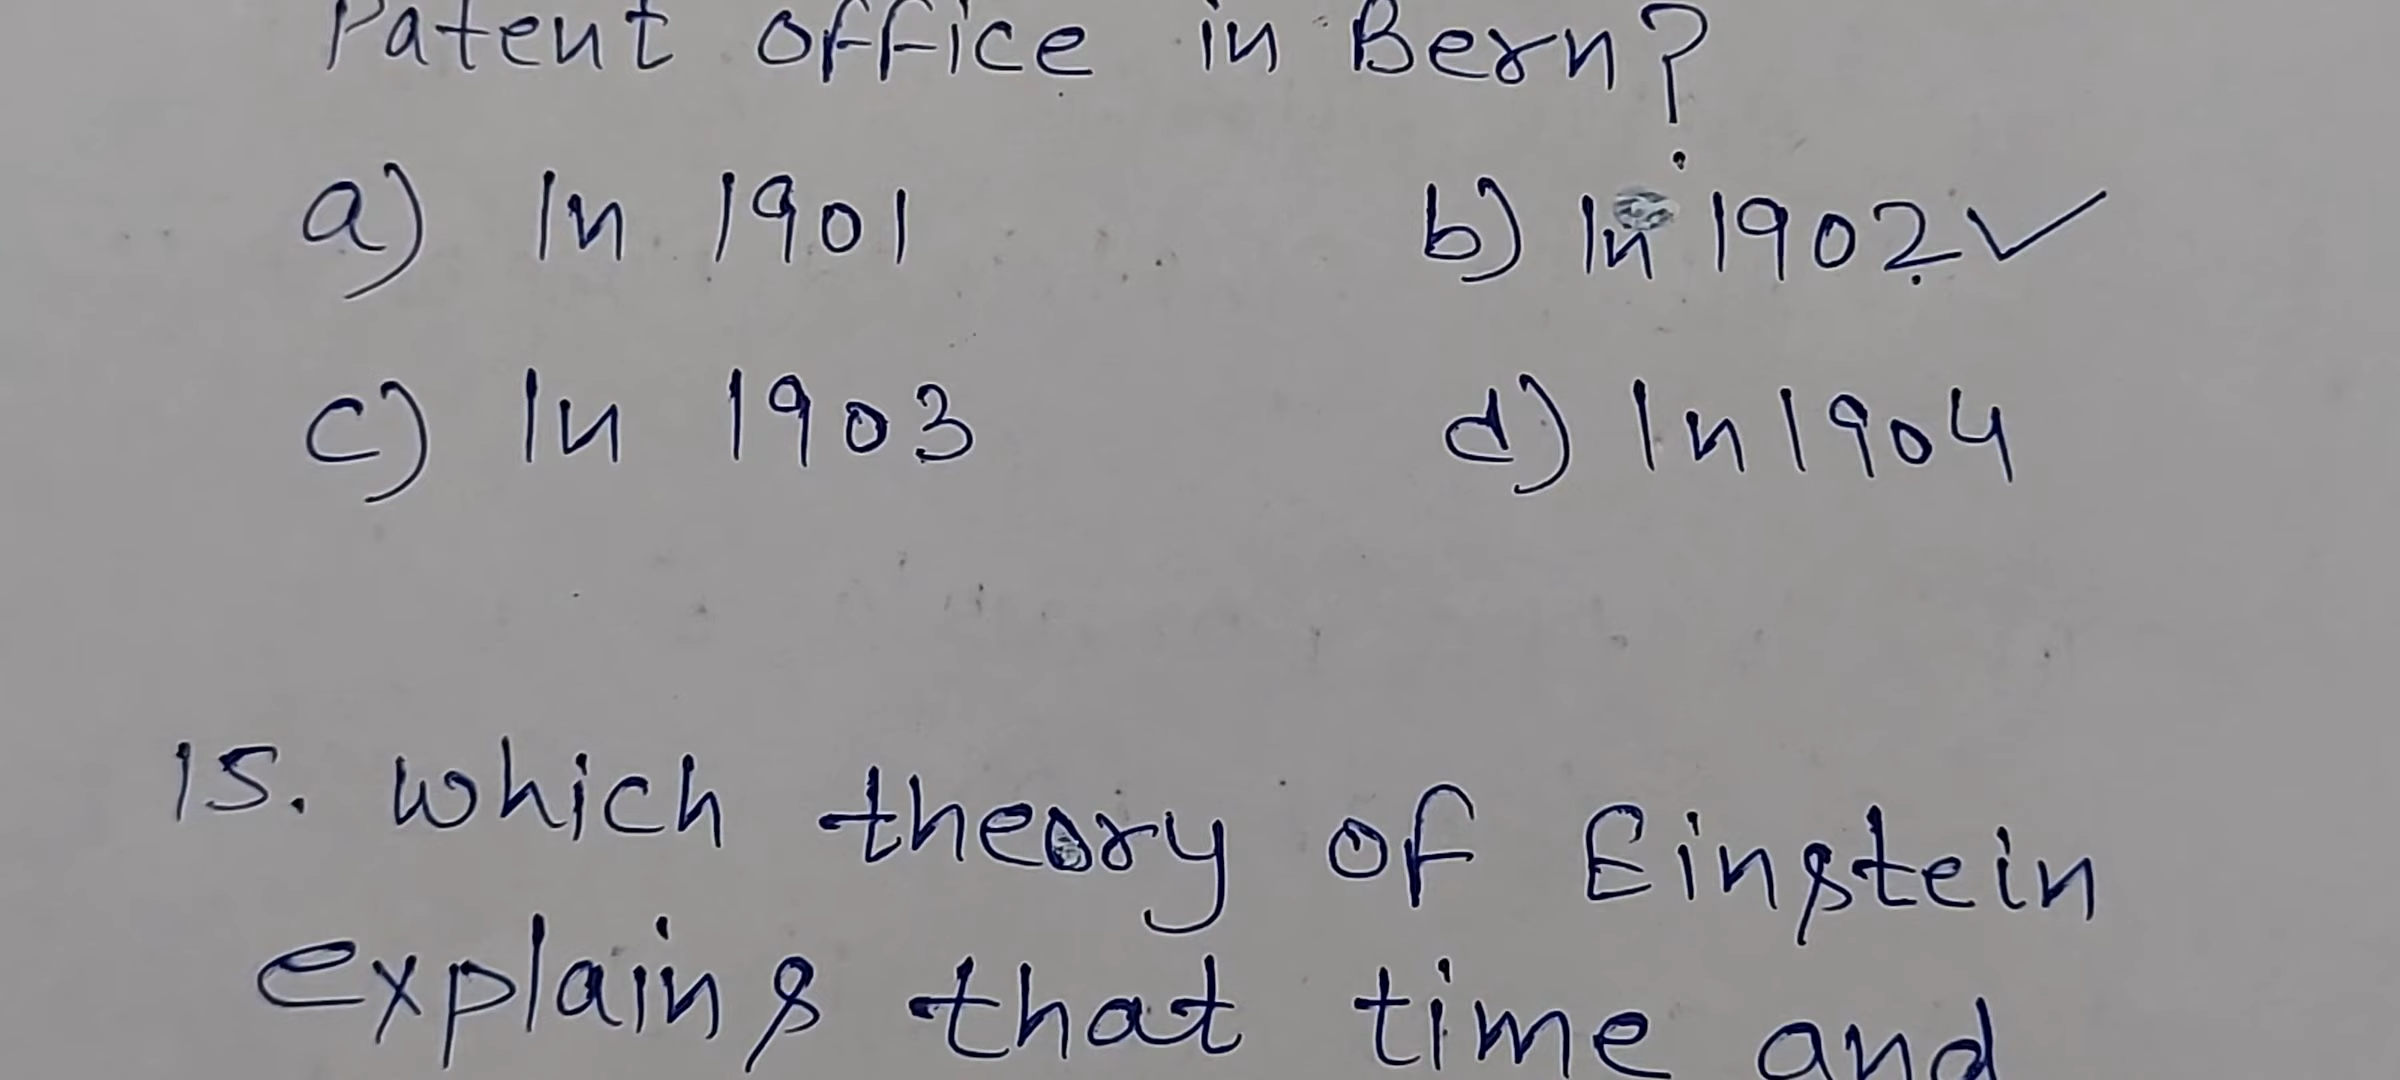 Patent office in Bern?
a) In 1901 b) In 1902 ✓
c) In 1903 d) In 1904
15. which theory of Einstein
explains that time and